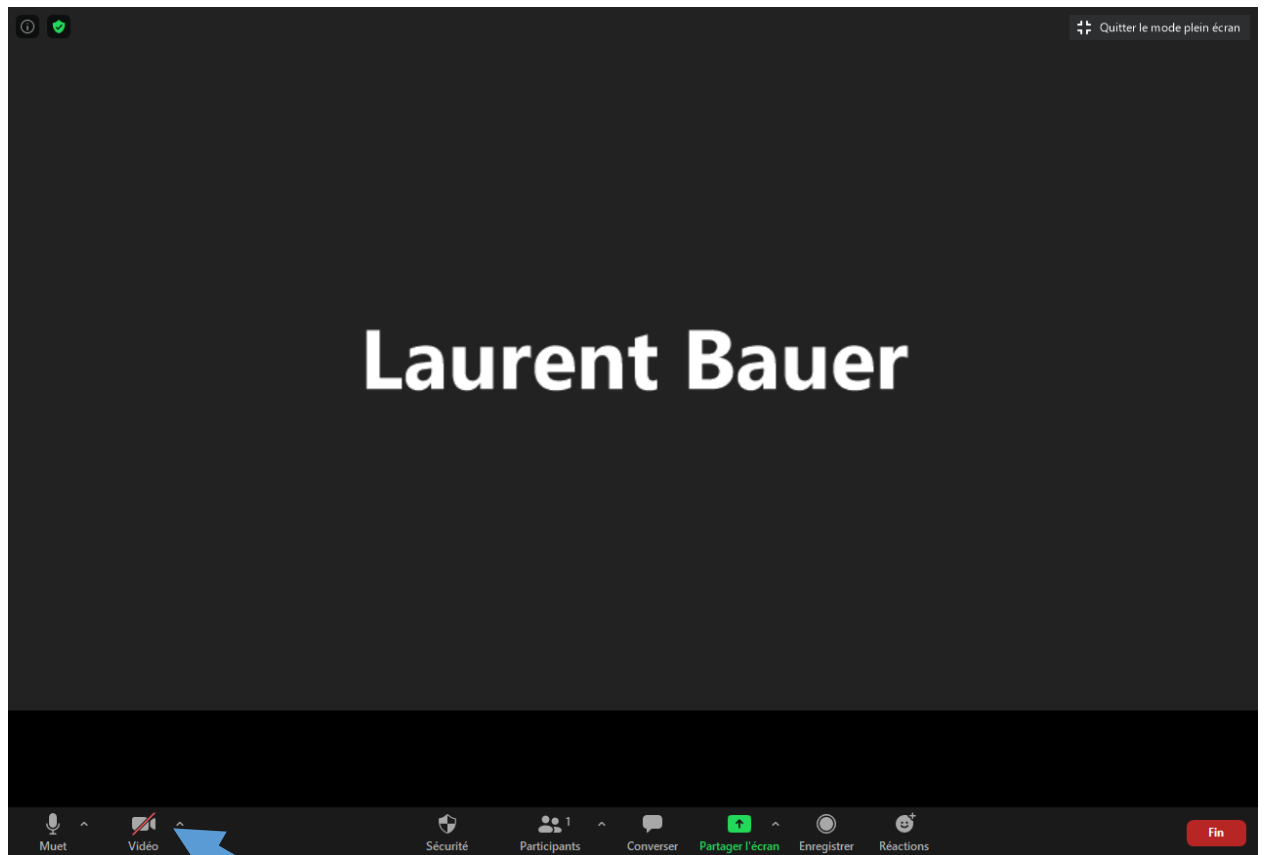 Quitter le mode plein écran
Laurent Bauer
Muet
Vidéo
Sécurité
1
Participants
Converser
Partager l'écran
Enregistrer
Réactions
Fin